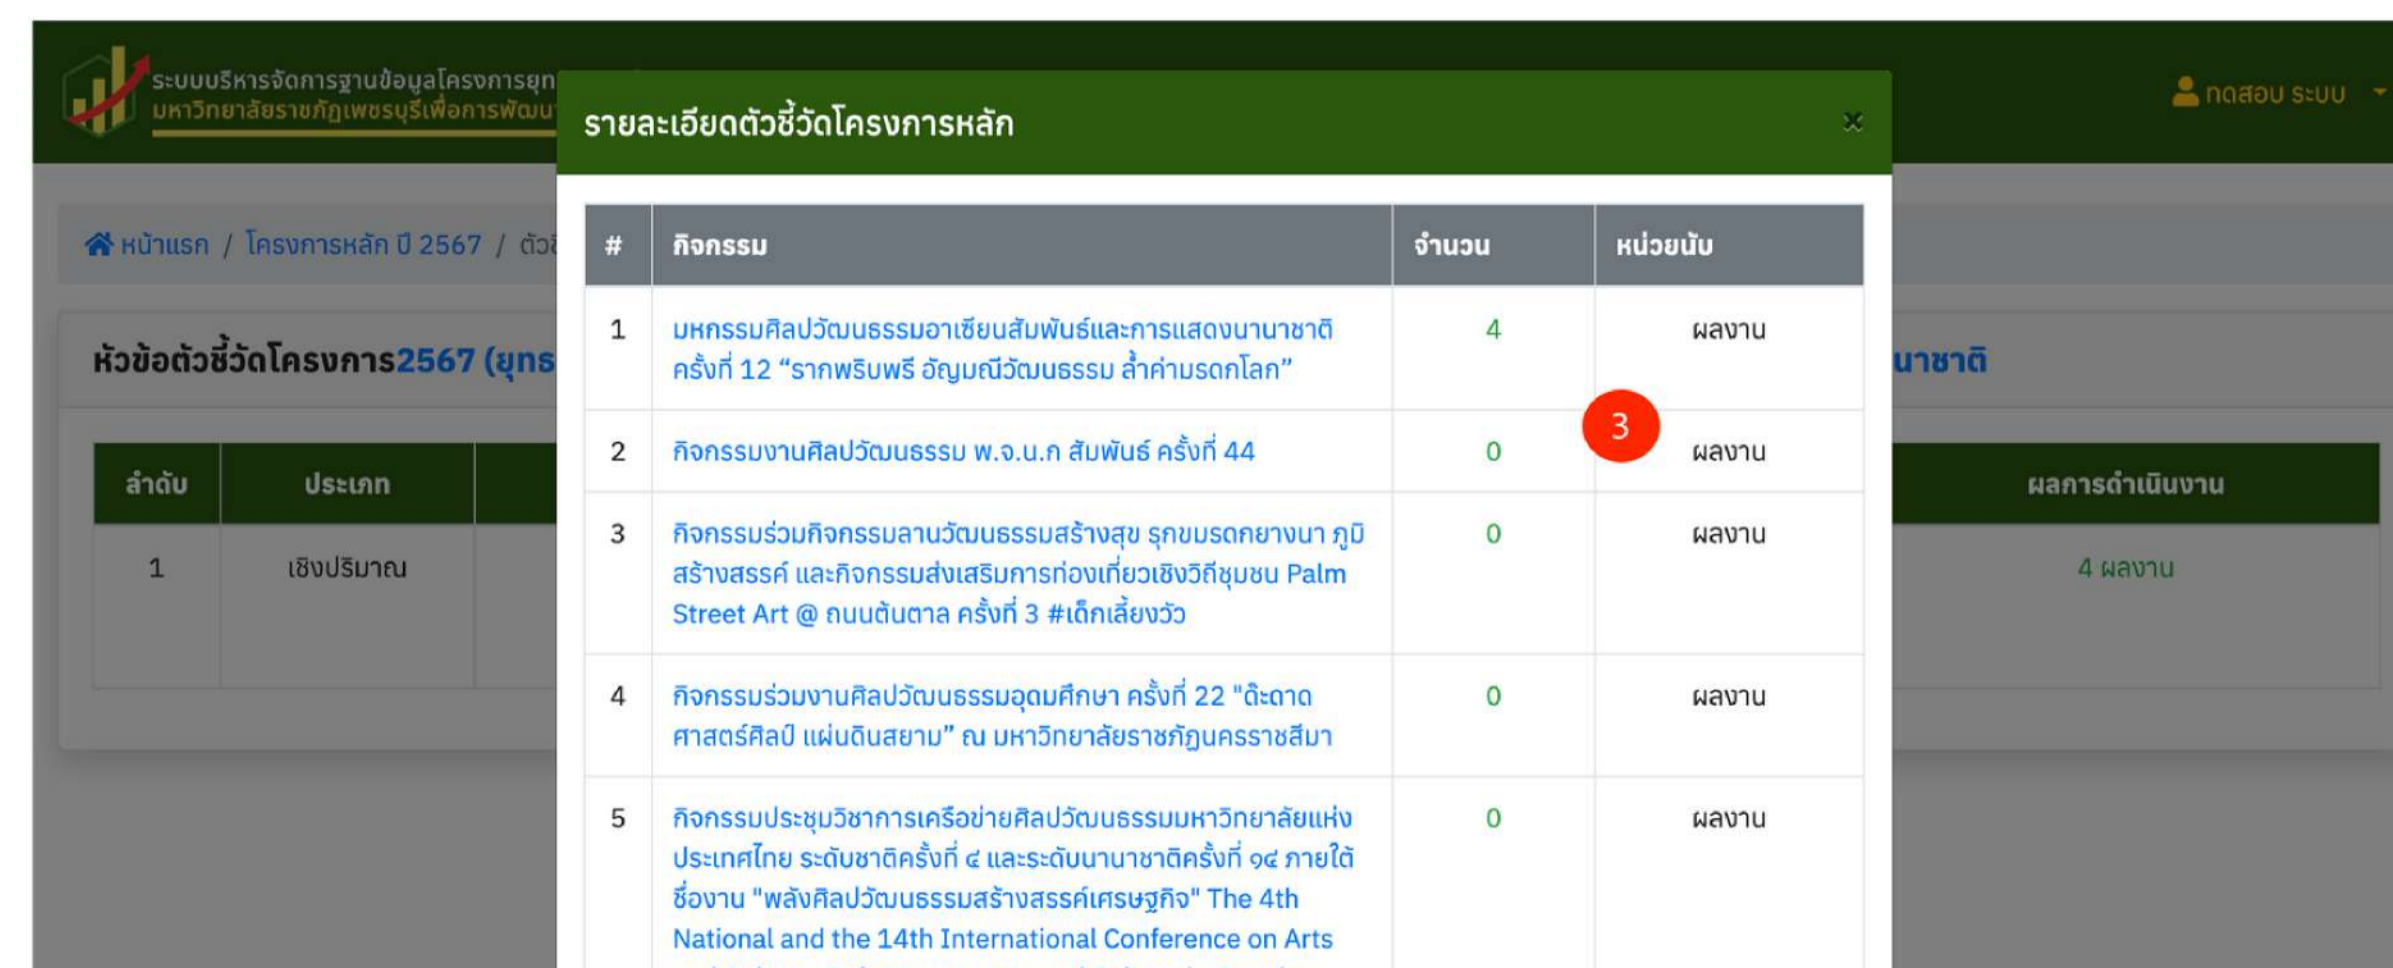 ระบบบริหารจัดการฐานข้อมูลโครงการยุท
มหาวิทยาลัยราชภัฏเพชรบุรีเพื่อการพัฒนา
ทดสอบ ระบบ
รายละเอียดตัวชี้วัดโครงการหลัก
×
หน้าแรก / โครงการหลัก ปี 2567 /
หัวข้อตัวชี้วัดโครงการ2567 (ยุทธ
นาชาติ
ลำดับ ประเภท ผลการดำเนินงาน
1 เชิงปริมาณ 4 ผลงาน
# กิจกรรม จำนวน หน่วยนับ
1 มหกรรมศิลปวัฒนธรรมอาเซียนสัมพันธ์และการแสดงนานาชาติ 4 ผลงาน
ครั้งที่ 12 “รากพริบพรี อัญมณีวัฒนธรรม ล้ำค่ามรดกโลก”
3
2 กิจกรรมงานศิลปวัฒนธรรม พ.จ.น.ก สัมพันธ์ ครั้งที่ 44 0 ผลงาน
3 กิจกรรมร่วมกิจกรรมลานวัฒนธรรมสร้างสุข รุกขมรดกยางนา ภูมิ 0 ผลงาน
สร้างสรรค์ และกิจกรรมส่งเสริมการท่องเที่ยวเชิงวิถีชุมชน Palm
Street Art @ ถนนต้นตาล ครั้งที่ 3 #เด็กเลี้ยงวัว
4 กิจกรรมร่วมงานศิลปวัฒนธรรมอุดมศึกษา ครั้งที่ 22 "ด๊ะดาด 0 ผลงาน
ศาสตร์ศิลป์ แผ่นดินสยาม” ณ มหาวิทยาลัยราชภัฏนครราชสีมา
5 กิจกรรมประชุมวิชาการเครือข่ายศิลปวัฒนธรรมมหาวิทยาลัยแห่ง 0 ผลงาน
ประเทศไทย ระดับชาติครั้งที่ ๔ และระดับนานาชาติครั้งที่ ๑๔ ภายใต้
ชื่องาน "พลังศิลปวัฒนธรรมสร้างสรรค์เศรษฐกิจ" The 4th
National and the 14th International Conference on Arts